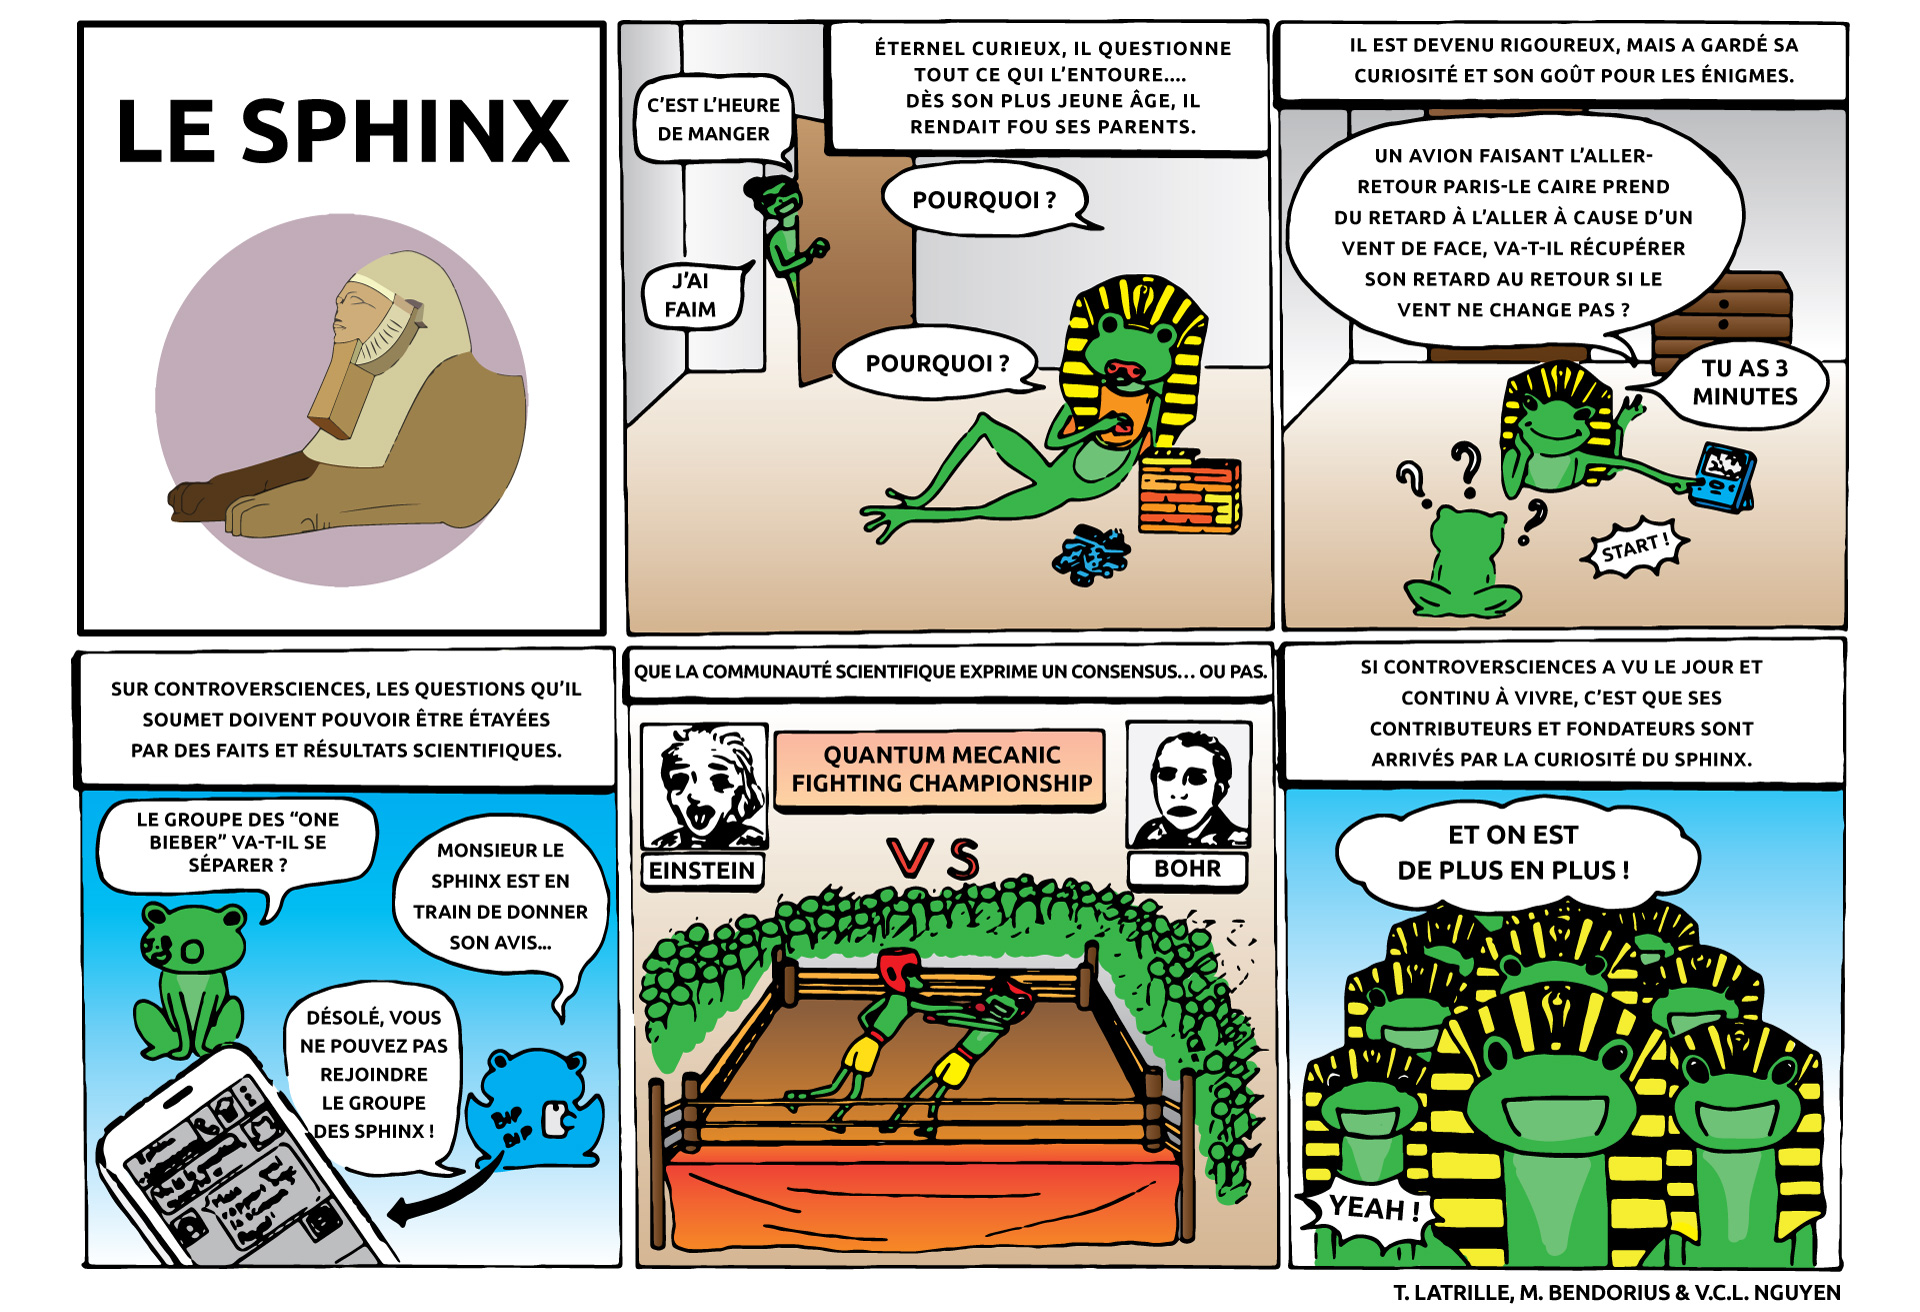 LE SPHINX
ÉTERNEL CURIEUX, IL QUESTIONNE
TOUT CE QUI L'ENTOURE....
DÈS SON PLUS JEUNE ÂGE, IL
RENDAIT FOU SES PARENTS.
C'EST L'HEURE
DE MANGER
POURQUOI ?
J'AI
FAIM
POURQUOI ?
IL EST DEVENU RIGOUREUX, MAIS A GARDÉ SA
CURIOSITÉ ET SON GOÛT POUR LES ÉNIGMES.
UN AVION FAISANT L'ALLER-
RETOUR PARIS-LE CAIRE PREND
DU RETARD À L'ALLER À CAUSE D'UN
VENT DE FACE, VA-T-IL RÉCUPÉRER
SON RETARD AU RETOUR SI LE
VENT NE CHANGE PAS ?
TU AS 3
MINUTES
? ? ?
START !
SUR CONTROVERSCIENCES, LES QUESTIONS QU'IL
SOUMET DOIVENT POUVOIR ÊTRE ÉTAYÉES
PAR DES FAITS ET RÉSULTATS SCIENTIFIQUES.
LE GROUPE DES "ONE
BIEBER" VA-T-IL SE
SÉPARER ?
MONSIEUR LE
SPHINX EST EN
TRAIN DE DONNER
SON AVIS...
DÉSOLÉ, VOUS
NE POUVEZ PAS
REJOINDRE
LE GROUPE
DES SPHINX !
BIP
BIP
QUE LA COMMUNAUTÉ SCIENTIFIQUE EXPRIME UN CONSENSUS... OU PAS.
QUANTUM MECANIC
FIGHTING CHAMPIONSHIP
EINSTEIN
VS
BOHR
SI CONTROVERSCIENCES A VU LE JOUR ET
CONTINU À VIVRE, C'EST QUE SES
CONTRIBUTEURS ET FONDATEURS SONT
ARRIVÉS PAR LA CURIOSITÉ DU SPHINX.
ET ON EST
DE PLUS EN PLUS !
YEAH !
T. LATRILLE, M. BENDORIUS & V.C.L. NGUYEN